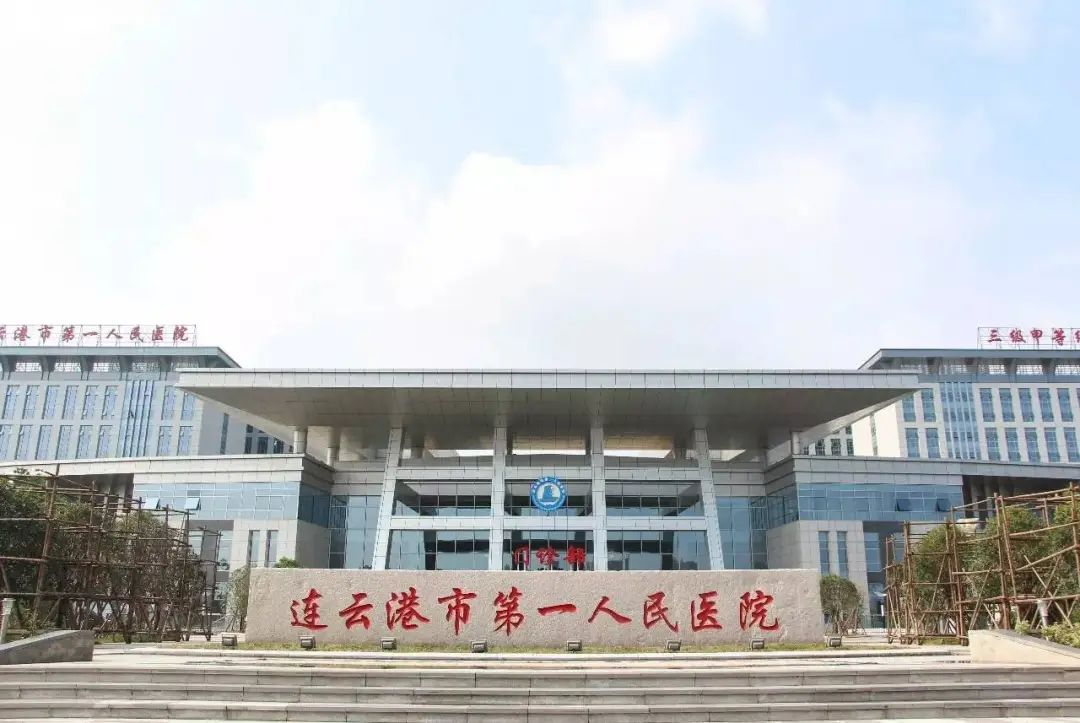 云港市第一人民医院
三级甲等
门诊部
连云港市第一人民医院